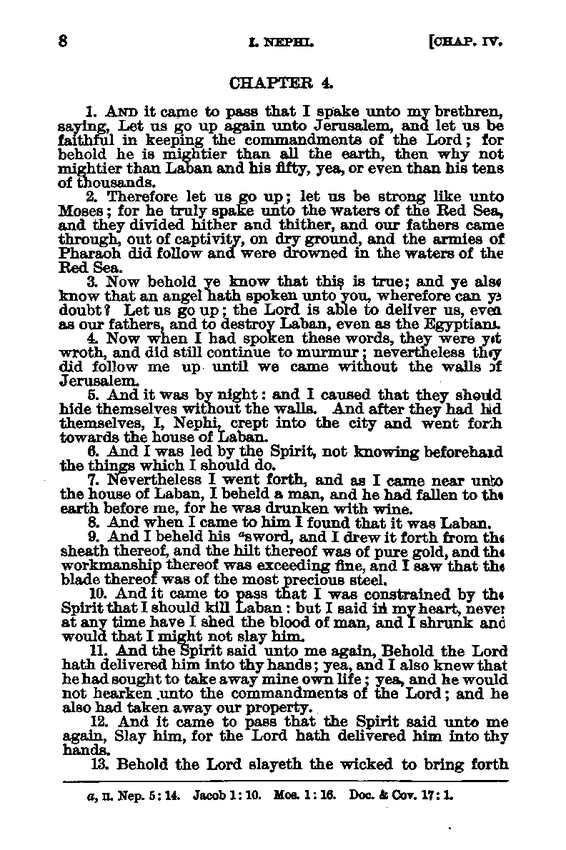 8 I. NEPHI. [CHAP. IV.
CHAPTER 4.
1. AND it came to pass that I spake unto my brethren,
saying, Let us go up again unto Jerusalem, and let us be
faithful in keeping the commandments of the Lord; for
behold he is mightier than all the earth, then why not
mightier than Laban and his fifty, yea, or even than his tens
of thousands.
2. Therefore let us go up; let us be strong like unto
Moses; for he truly spake unto the waters of the Red Sea,
and they divided hither and thither, and our fathers came
through, out of captivity, on dry ground, and the armies of
Pharaoh did follow and were drowned in the waters of the
Red Sea.
3. Now behold ye know that this is true; and ye also
know that an angel hath spoken unto you, wherefore can ye
doubt? Let us go up; the Lord is able to deliver us, even
as our fathers, and to destroy Laban, even as the Egyptians.
4. Now when I had spoken these words, they were yet
wroth, and did still continue to murmur; nevertheless they
did follow me up until we came without the walls of
Jerusalem.
5. And it was by night: and I caused that they should
hide themselves without the walls. And after they had hid
themselves, I, Nephi, crept into the city and went forth
towards the house of Laban.
6. And I was led by the Spirit, not knowing beforehand
the things which I should do.
7. Nevertheless I went forth, and as I came near unto
the house of Laban, I beheld a man, and he had fallen to the
earth before me, for he was drunken with wine.
8. And when I came to him I found that it was Laban.
9. And I beheld his ᵃsword, and I drew it forth from the
sheath thereof, and the hilt thereof was of pure gold, and the
workmanship thereof was exceeding fine, and I saw that the
blade thereof was of the most precious steel.
10. And it came to pass that I was constrained by the
Spirit that I should kill Laban: but I said in my heart, never
at any time have I shed the blood of man, and I shrunk and
would that I might not slay him.
11. And the Spirit said unto me again, Behold the Lord
hath delivered him into thy hands; yea, and I also knew that
he had sought to take away mine own life; yea, and he would
not hearken unto the commandments of the Lord; and he
also had taken away our property.
12. And it came to pass that the Spirit said unto me
again, Slay him, for the Lord hath delivered him into thy
hands.
13. Behold the Lord slayeth the wicked to bring forth
a, II. Nep. 5:14. Jacob 1:10. Mos. 1:16. Doc. & Cov. 17:1.